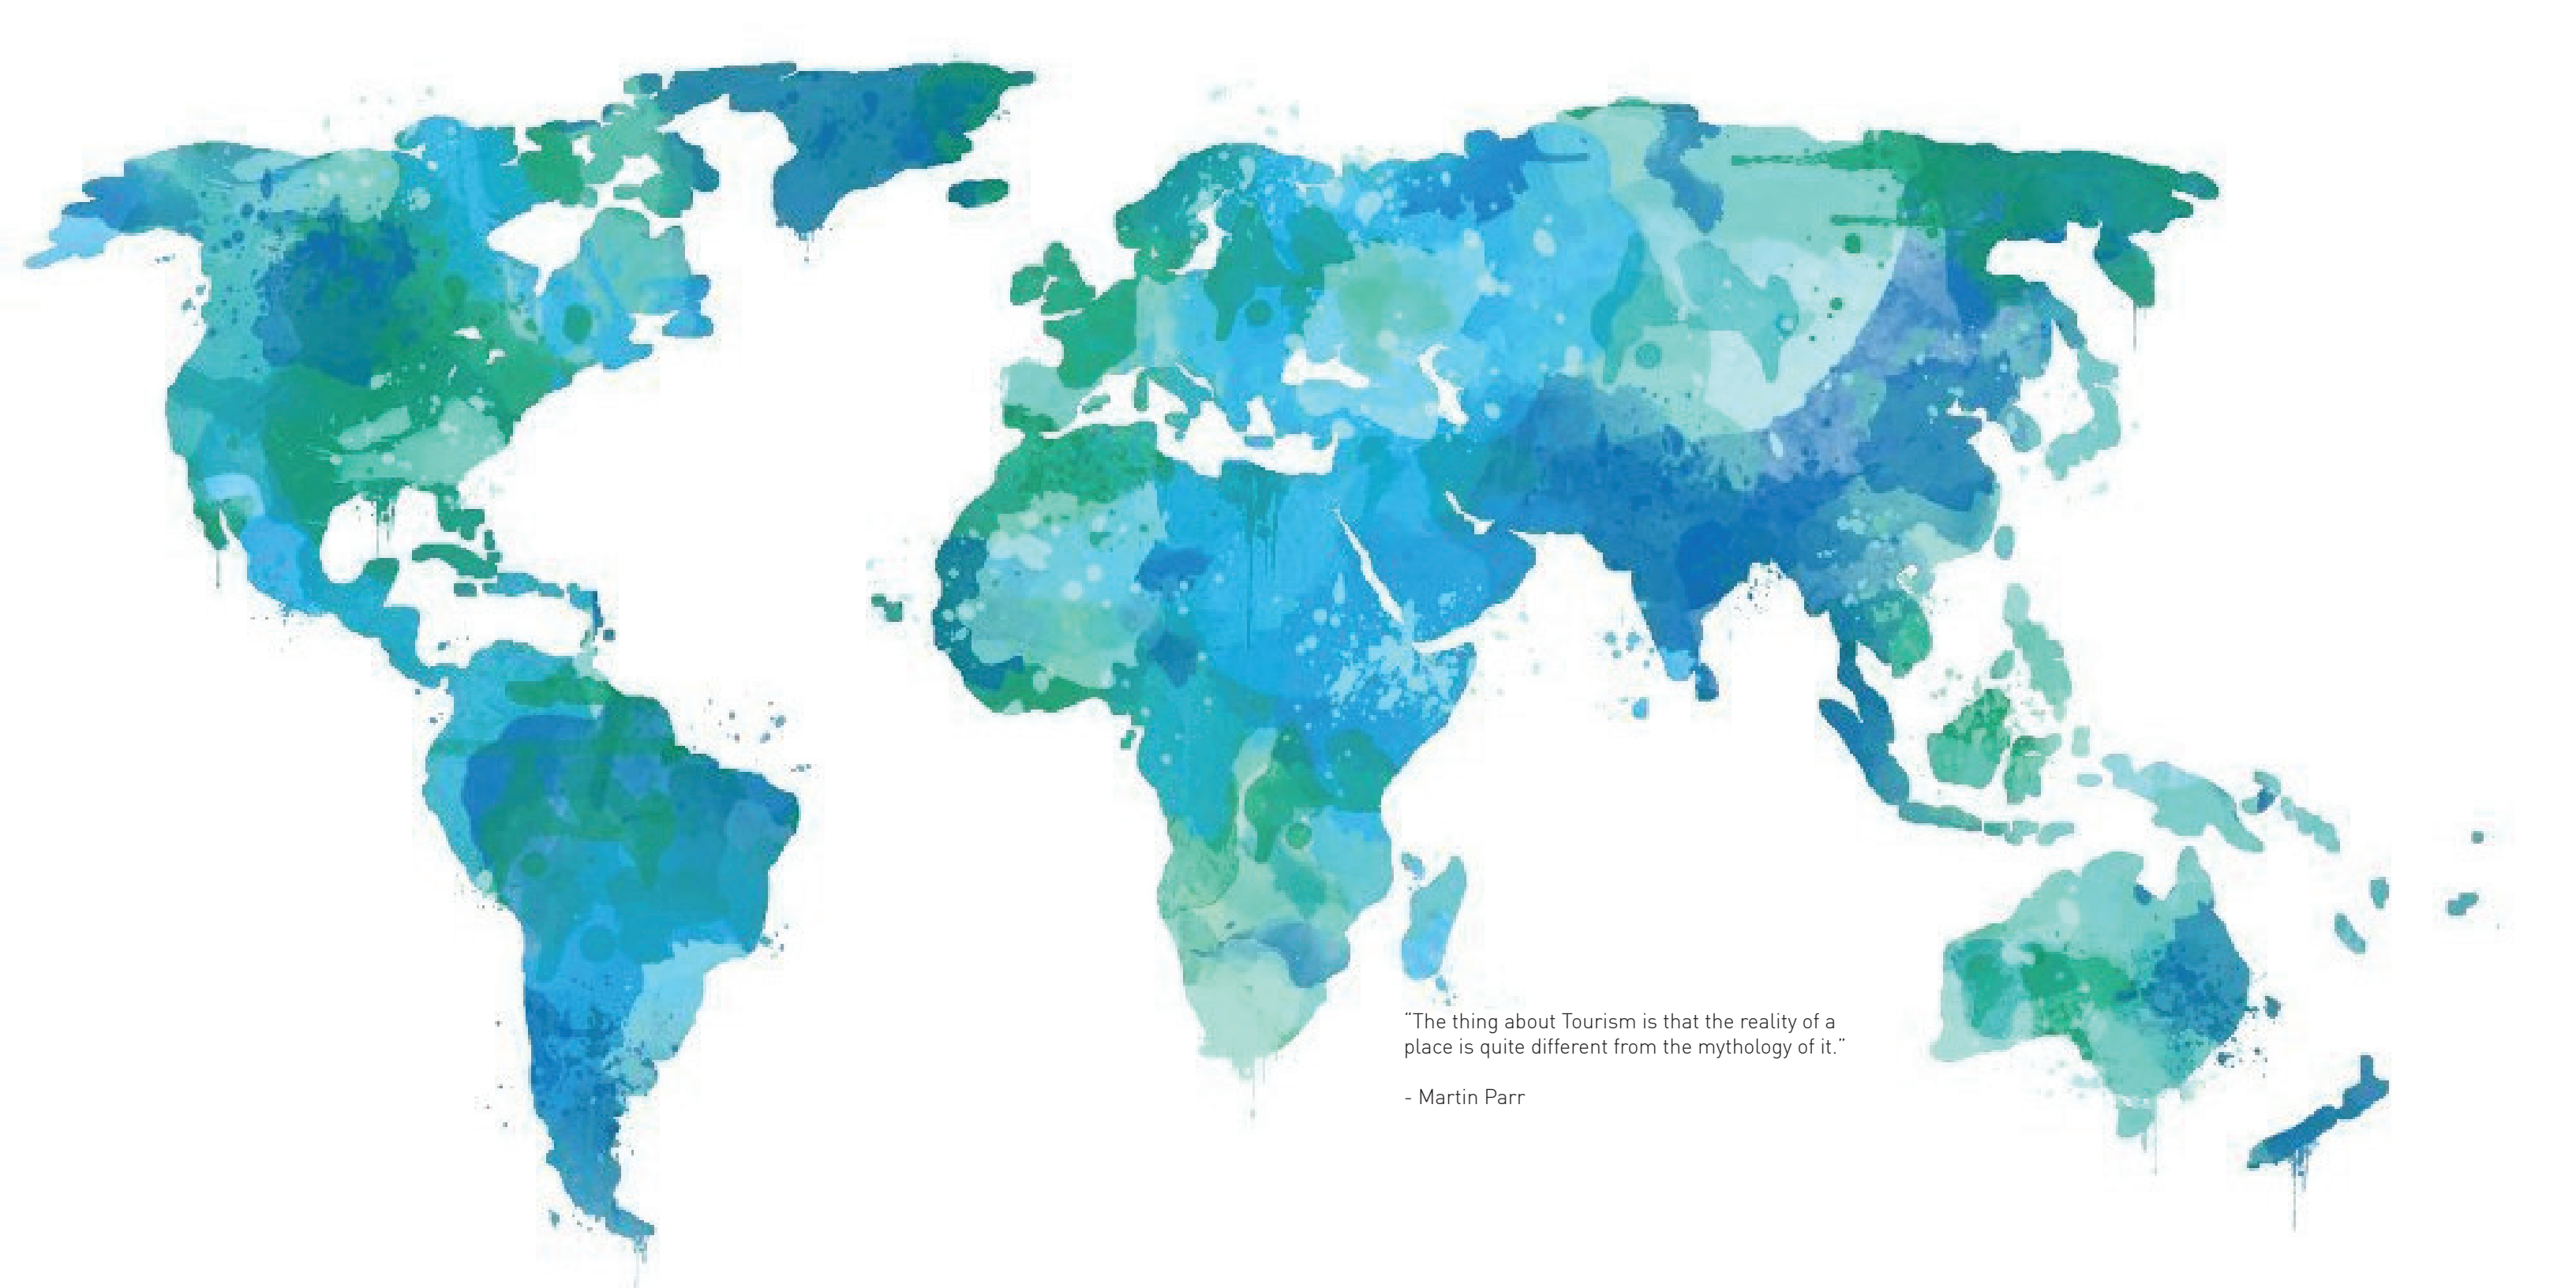 “The thing about Tourism is that the reality of a
place is quite different from the mythology of it.”
- Martin Parr